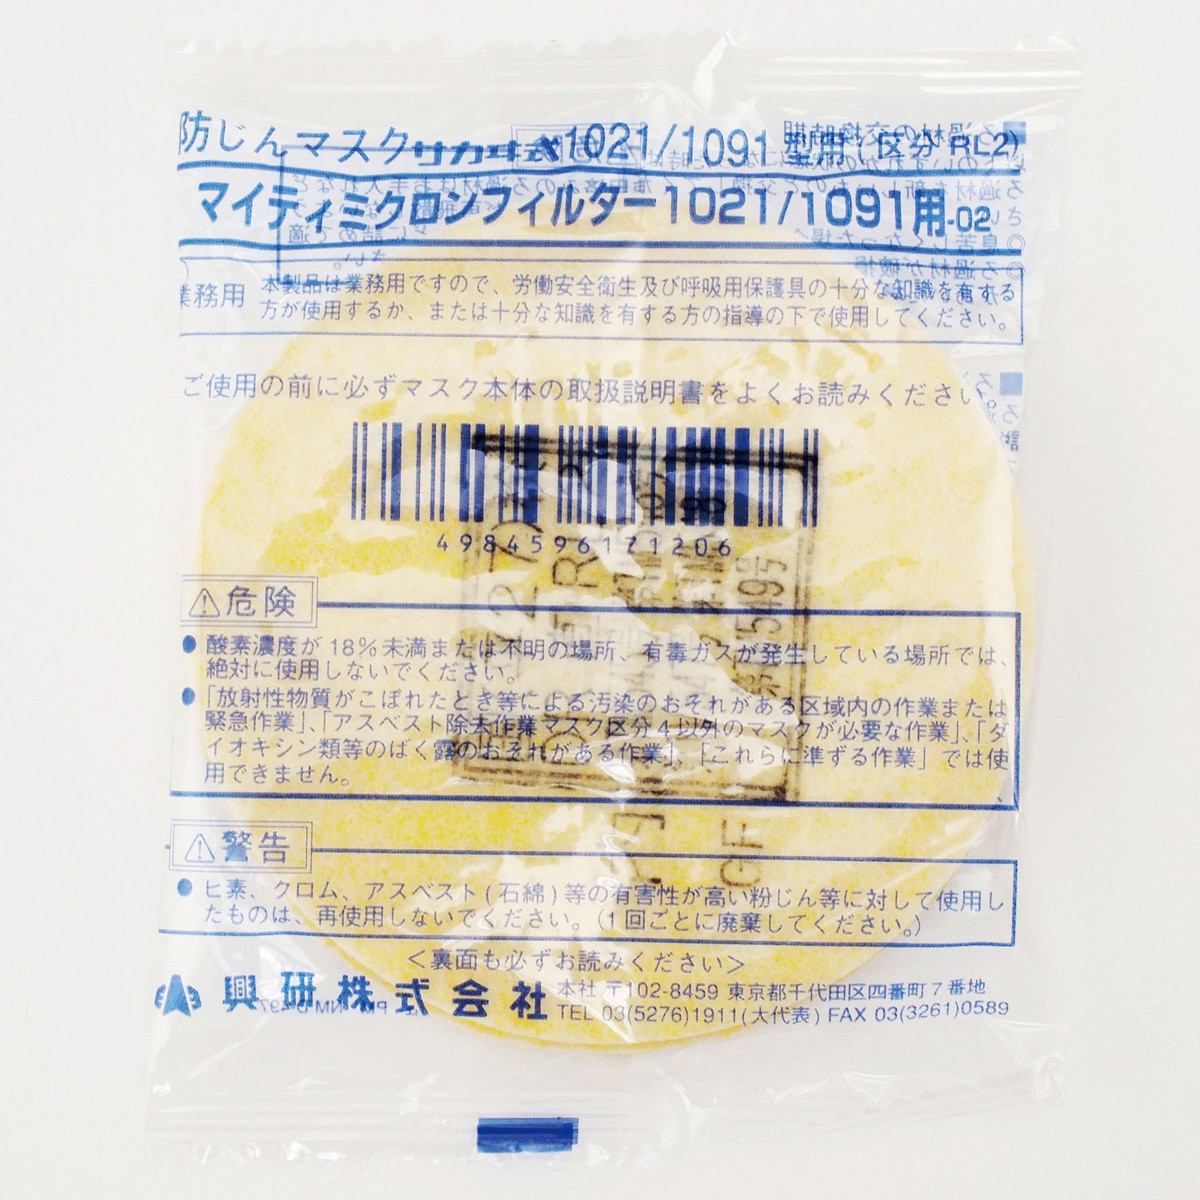 防じんマスク サカヰ式 1021/1091 型用(区分 RL2)
マイティミクロンフィルター1021/1091用-02
業務用
本製品は業務用ですので、労働安全衛生及び呼吸用保護具の十分な知識を有する
方が使用するか、または十分な知識を有する方の指導の下で使用してください。
ご使用の前に必ずマスク本体の取扱説明書をよくお読みください。
4984596171206
⚠危険
● 酸素濃度が18%未満または不明の場所、有毒ガスが発生している場所では、
絶対に使用しないでください。
● 「放射性物質がこぼれたとき等による汚染のおそれがある区域内の作業または
緊急作業」、「アスベスト除去作業マスク区分4以外のマスクが必要な作業」、「ダ
イオキシン類等のばく露のおそれがある作業」、「これらに準ずる作業」では使
用できません。
⚠警告
● ヒ素、クロム、アスベスト(石綿)等の有害性が高い粉じん等に対して使用し
たものは、再使用しないでください。(1回ごとに廃棄してください。)
<裏面も必ずお読みください>
興研株式会社
本社 〒102-8459 東京都千代田区四番町7番地
TEL 03(5276)1911(大代表) FAX 03(3261)0589